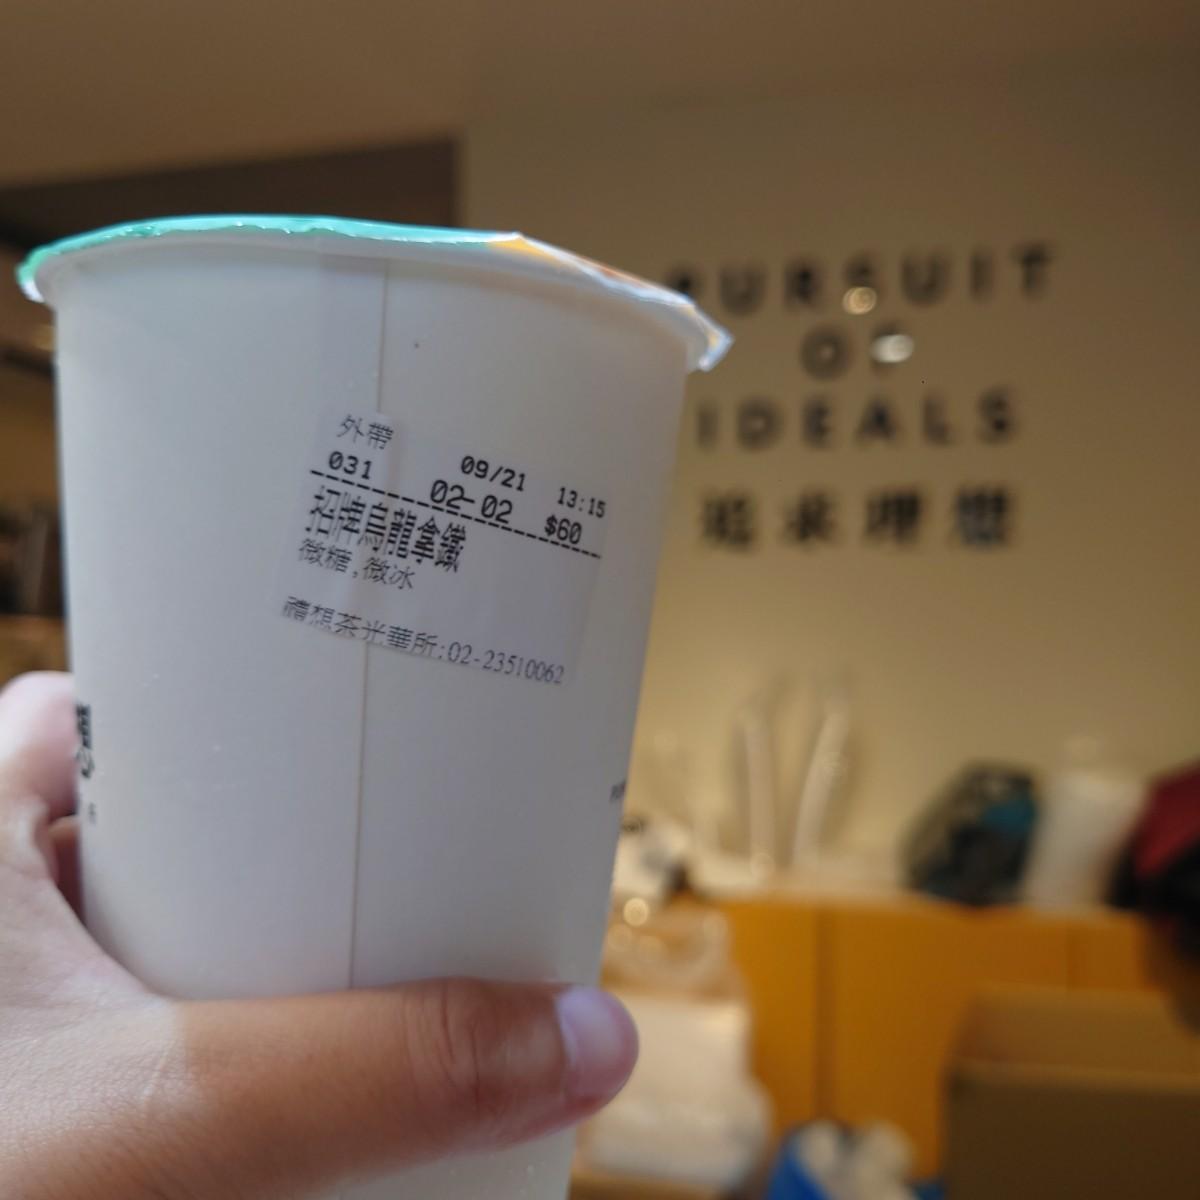 外帶
031 09/21 13:15
02-02 $60
招牌烏龍拿鐵
微糖,微冰
禮想茶光華所:02-23510062
PURSUIT
OF
IDEALS
追求理想